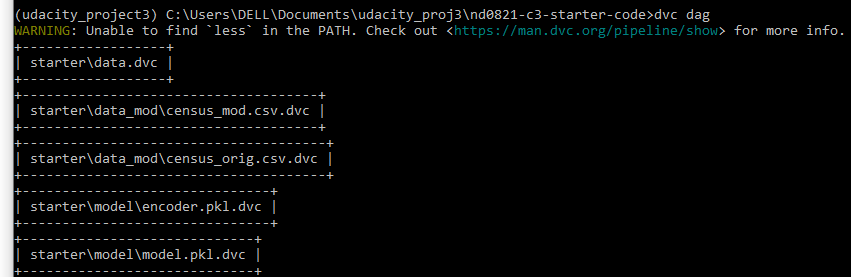 (udacity_project3) C:\Users\DELL\Documents\udacity_proj3\nd0821-c3-starter-code>dvc dag
WARNING: Unable to find `less` in the PATH. Check out <https://man.dvc.org/pipeline/show> for more info.
+------------------+
| starter\data.dvc |
+------------------+
+-------------------------------------+
| starter\data_mod\census_mod.csv.dvc |
+-------------------------------------+
+--------------------------------------+
| starter\data_mod\census_orig.csv.dvc |
+--------------------------------------+
+-------------------------------+
| starter\model\encoder.pkl.dvc |
+-------------------------------+
+-----------------------------+
| starter\model\model.pkl.dvc |
+-----------------------------+